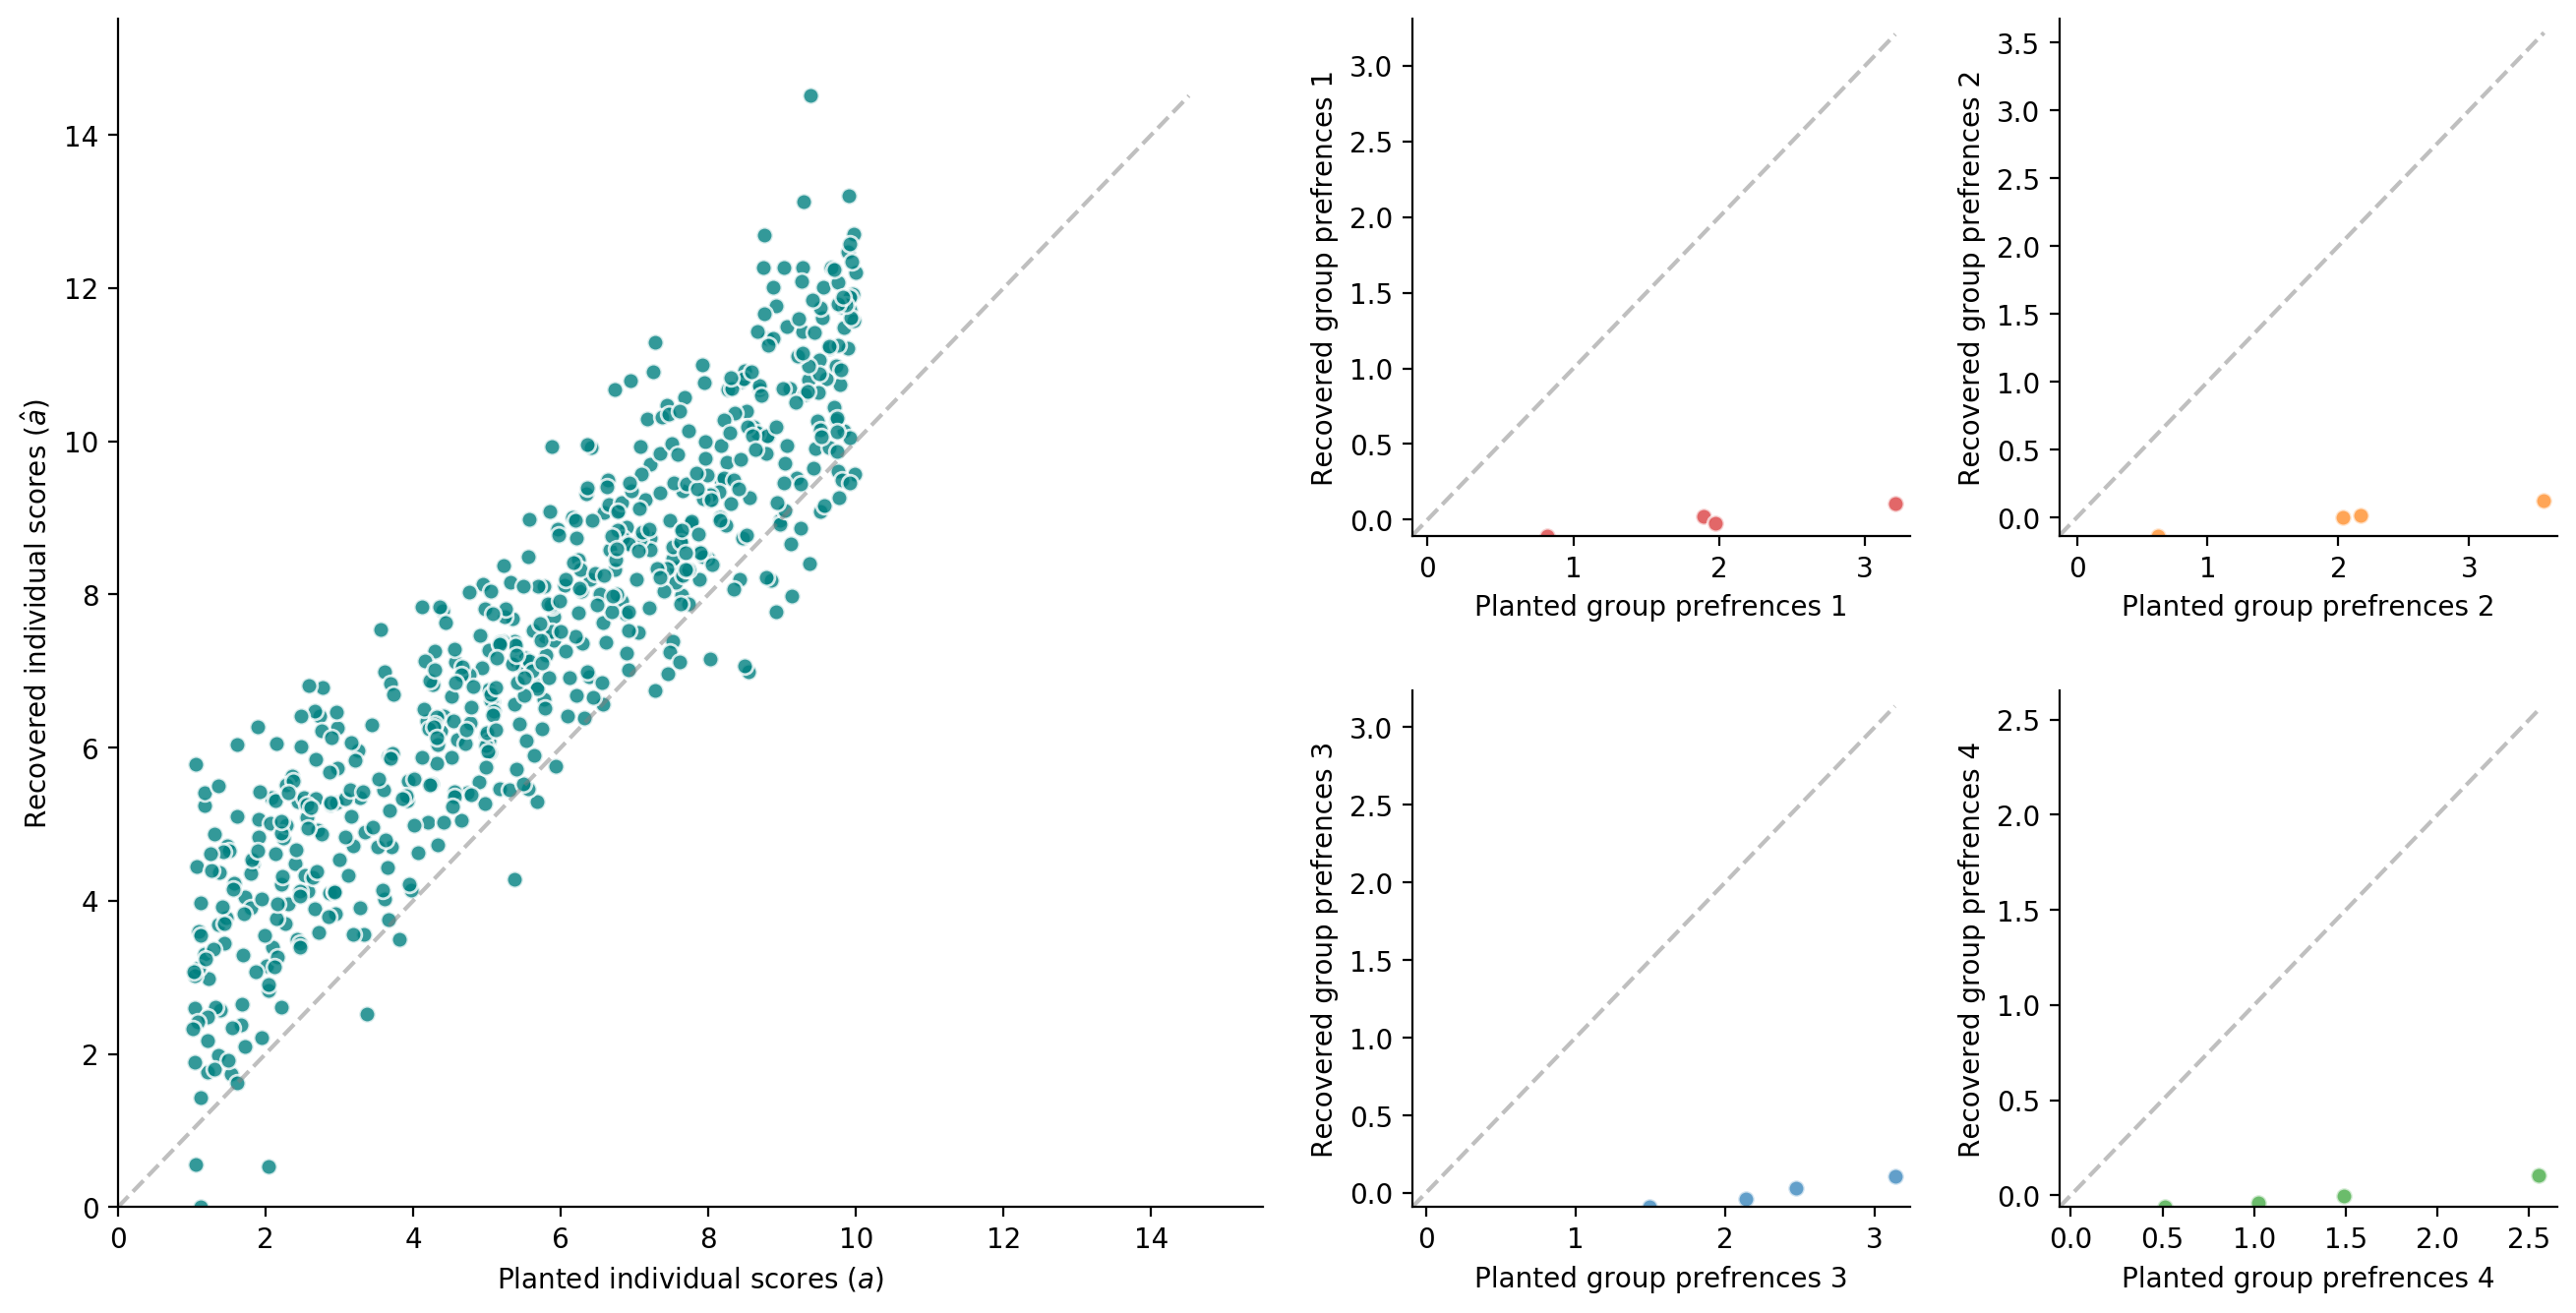 Recovered individual scores (â)
14
12
10
8
6
4
2
0
0 2 4 6 8 10 12 14
Planted individual scores (a)
Recovered group prefrences 1
3.0
2.5
2.0
1.5
1.0
0.5
0.0
0 1 2 3
Planted group prefrences 1
Recovered group prefrences 2
3.5
3.0
2.5
2.0
1.5
1.0
0.5
0.0
0 1 2 3
Planted group prefrences 2
Recovered group prefrences 3
3.0
2.5
2.0
1.5
1.0
0.5
0.0
0 1 2 3
Planted group prefrences 3
Recovered group prefrences 4
2.5
2.0
1.5
1.0
0.5
0.0
0.0 0.5 1.0 1.5 2.0 2.5
Planted group prefrences 4